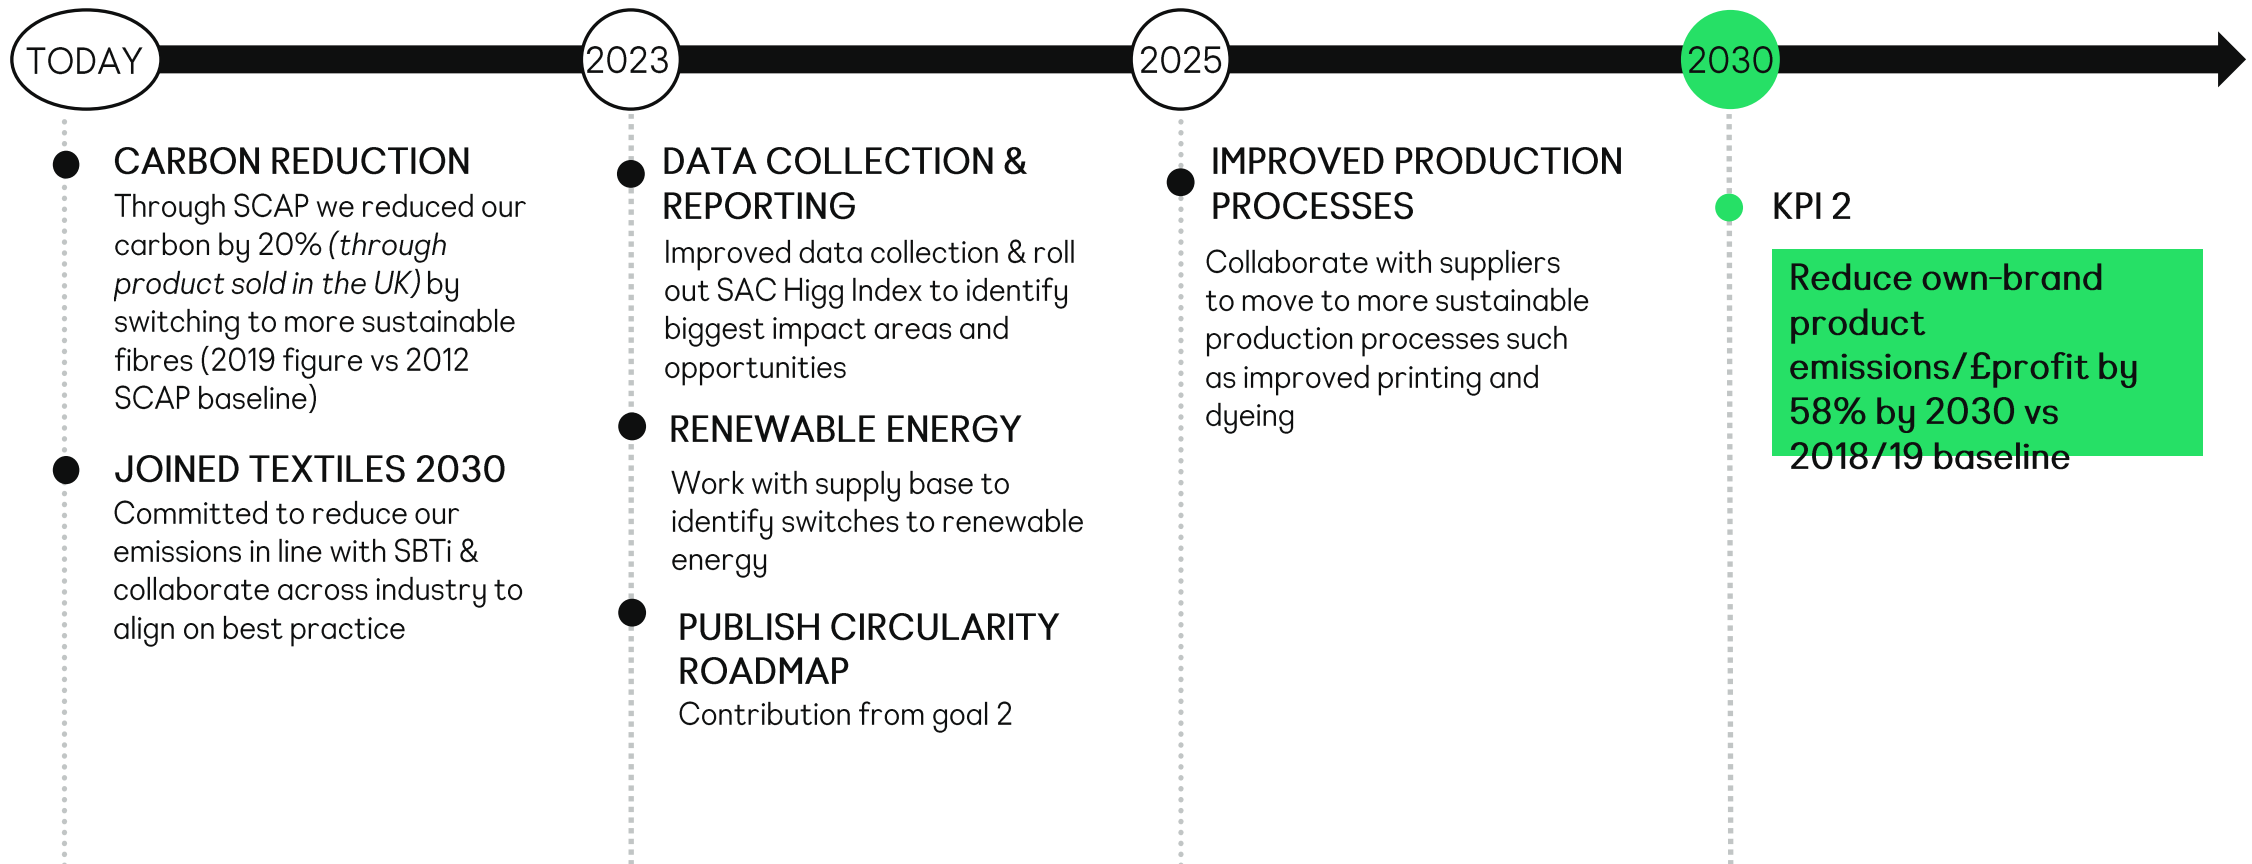 TODAY
2023
2025
2030
CARBON REDUCTION
Through SCAP we reduced our
carbon by 20% (through
product sold in the UK) by
switching to more sustainable
fibres (2019 figure vs 2012
SCAP baseline)
JOINED TEXTILES 2030
Committed to reduce our
emissions in line with SBTi &
collaborate across industry to
align on best practice
DATA COLLECTION &
REPORTING
Improved data collection & roll
out SAC Higg Index to identify
biggest impact areas and
opportunities
RENEWABLE ENERGY
Work with supply base to
identify switches to renewable
energy
PUBLISH CIRCULARITY
ROADMAP
Contribution from goal 2
IMPROVED PRODUCTION
PROCESSES
Collaborate with suppliers
to move to more sustainable
production processes such
as improved printing and
dyeing
KPI 2
Reduce own-brand
product
emissions/£profit by
58% by 2030 vs
2018/19 baseline